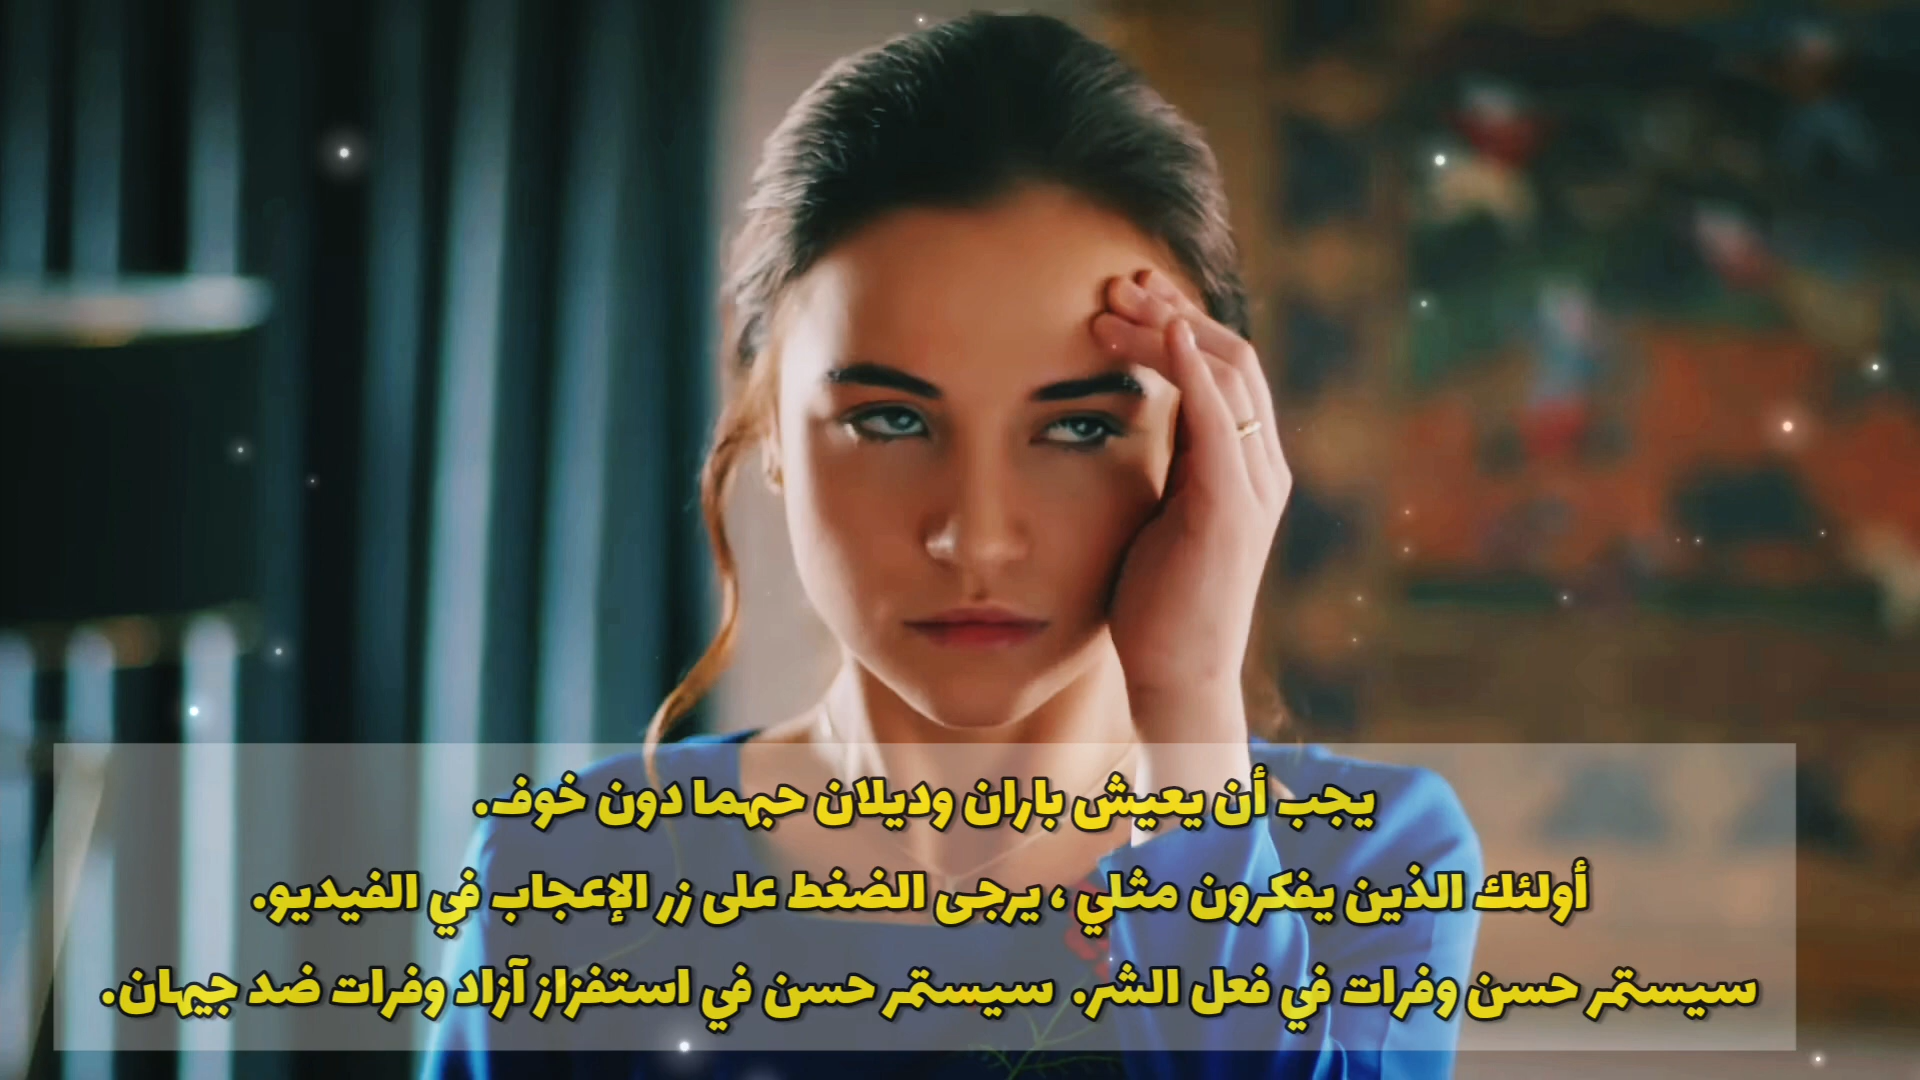 يجب أن يعيش باران وديلان حبهما دون خوف.
أولئك الذين يفكرون مثلي ، يرجى الضغط على زر الإعجاب في الفيديو.
سيستمر حسن وفرات في فعل الشر. سيستمر حسن في استفزاز آزاد وفرات ضد جيهان.